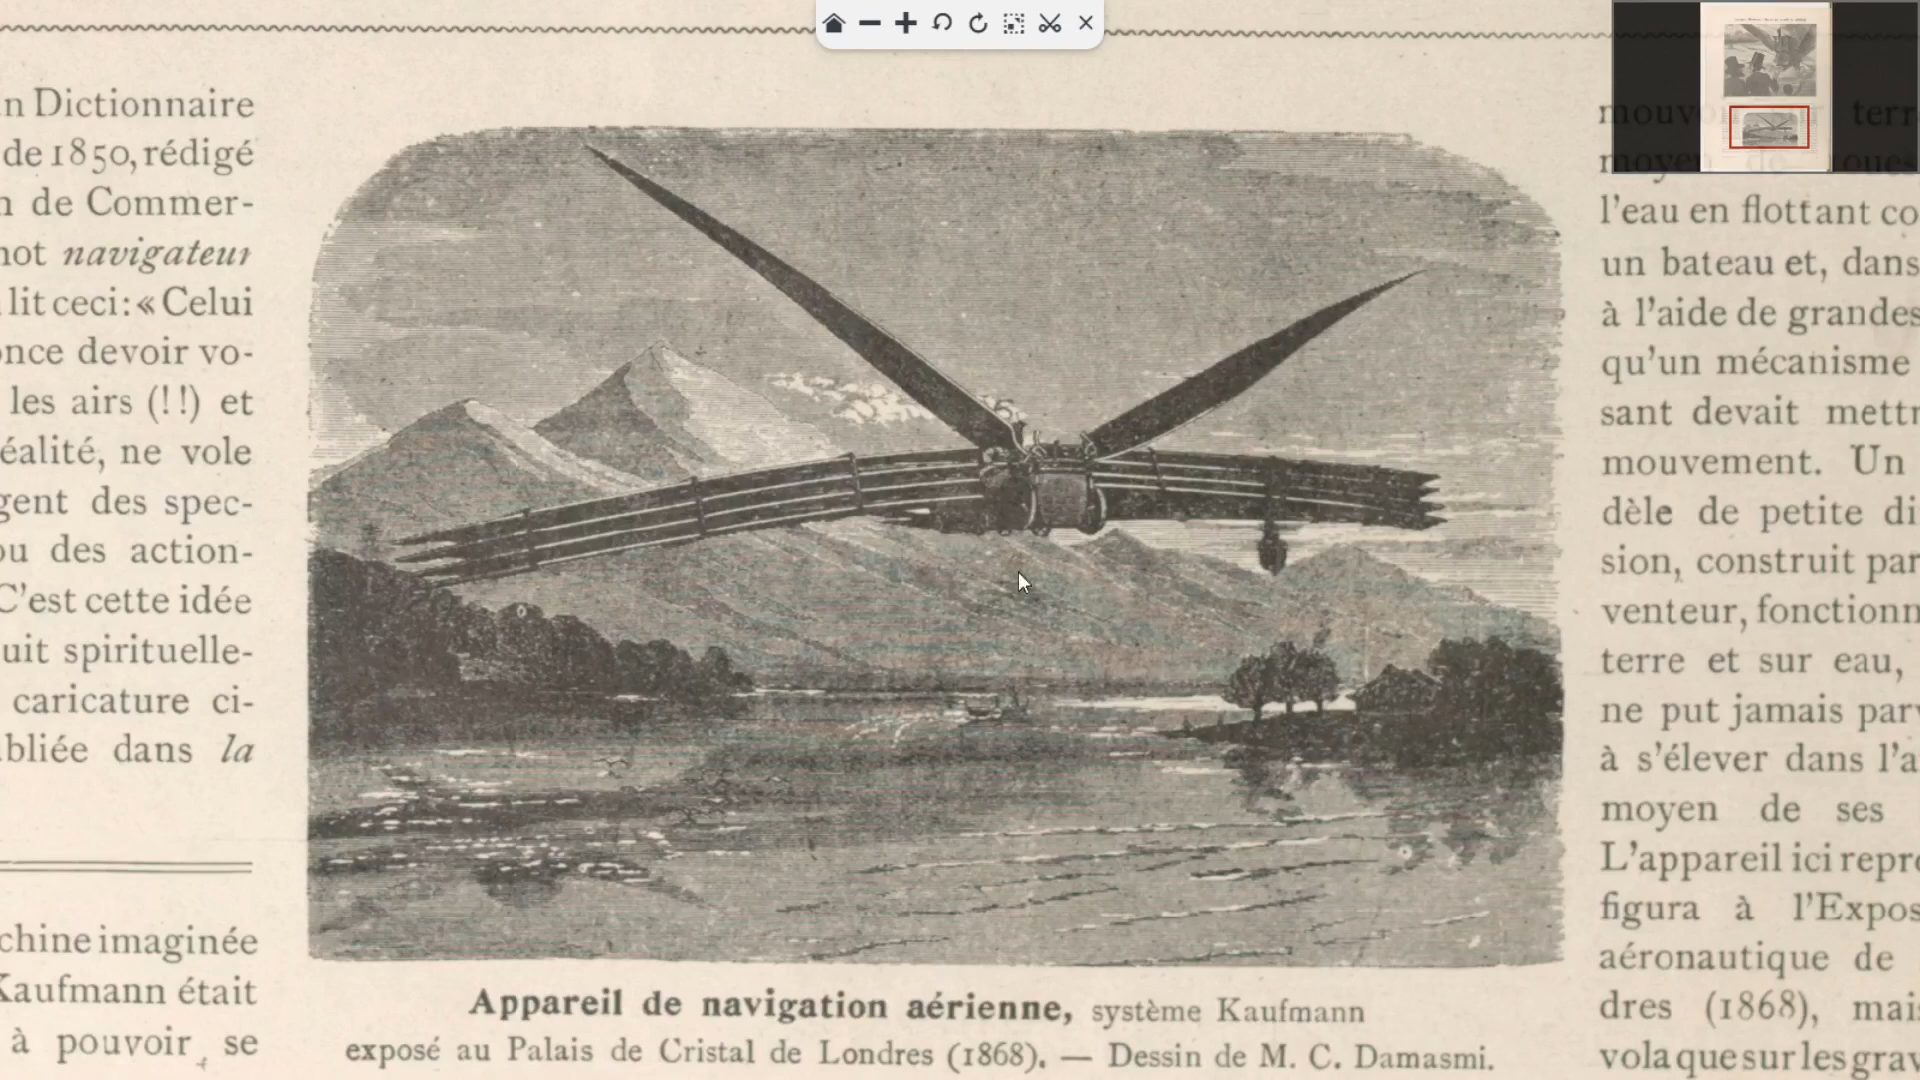 n Dictionnaire
de 1850, rédigé
n de Commer-
not navigateur
lit ceci: « Celui
once devoir vo-
les airs (!!) et
éalité, ne vole
gent des spec-
ou des action-
C'est cette idée
uit spirituelle-
caricature ci-
bliée dans la
chine imaginée
Kaufmann était
à pouvoir se
Appareil de navigation aérienne, système Kaufmann
exposé au Palais de Cristal de Londres (1868). — Dessin de M. C. Damasmi.
mouvoir sur terr
moyen de roues
l'eau en flottant co
un bateau et, dans
à l'aide de grandes
qu'un mécanisme
sant devait mettr
mouvement. Un
dèle de petite di
sion, construit par
venteur, fonctionn
terre et sur eau,
ne put jamais parv
à s'élever dans l'a
moyen de ses
L'appareil ici repro
figura à l'Expos
aéronautique de
dres (1868), mais
vola que sur les grav